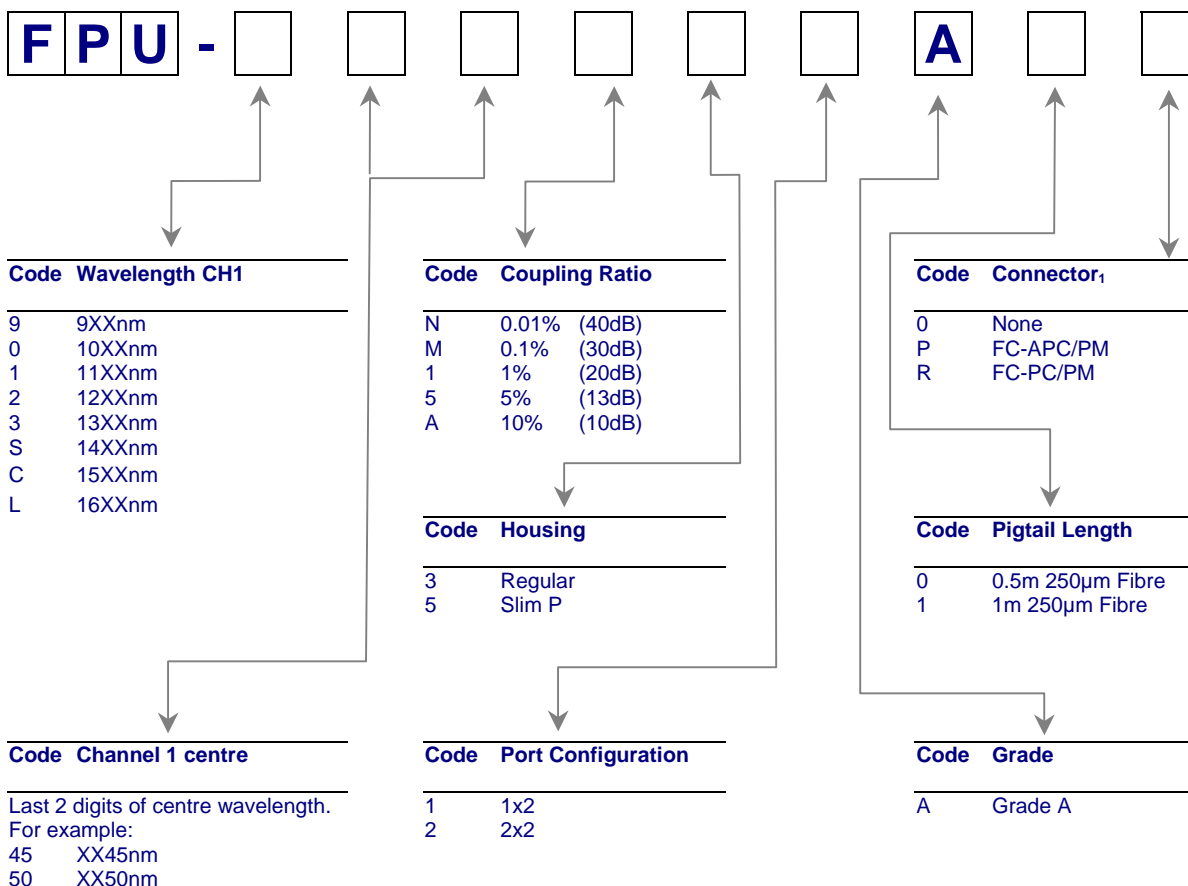 FPU- A
Code Wavelength CH1
9 9XXnm
0 10XXnm
1 11XXnm
2 12XXnm
3 13XXnm
S 14XXnm
C 15XXnm
L 16XXnm
Code Coupling Ratio
N 0.01% (40dB)
M 0.1% (30dB)
1 1% (20dB)
5 5% (13dB)
A 10% (10dB)
Code Connector₁
0 None
P FC-APC/PM
R FC-PC/PM
Code Housing
3 Regular
5 Slim P
Code Pigtail Length
0 0.5m 250µm Fibre
1 1m 250µm Fibre
Code Channel 1 centre
Last 2 digits of centre wavelength.
For example:
45 XX45nm
50 XX50nm
Code Port Configuration
1 1x2
2 2x2
Code Grade
A Grade A